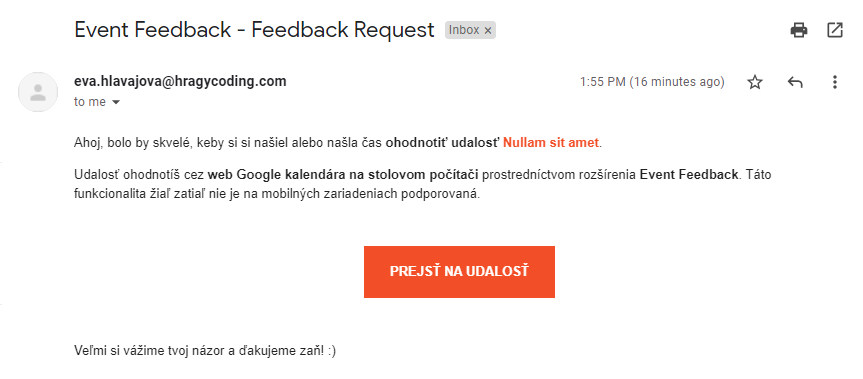 Event Feedback - Feedback Request Inbox ×
eva.hlavajova@hragycoding.com 1:55 PM (16 minutes ago)
to me
Ahoj, bolo by skvelé, keby si si našiel alebo našla čas ohodnotiť udalosť Nullam sit amet.
Udalosť ohodnotíš cez web Google kalendára na stolovom počítači prostredníctvom rozšírenia Event Feedback. Táto
funkcionalita žiaľ zatiaľ nie je na mobilných zariadeniach podporovaná.
PREJSŤ NA UDALOSŤ
Veľmi si vážime tvoj názor a ďakujeme zaň! :)